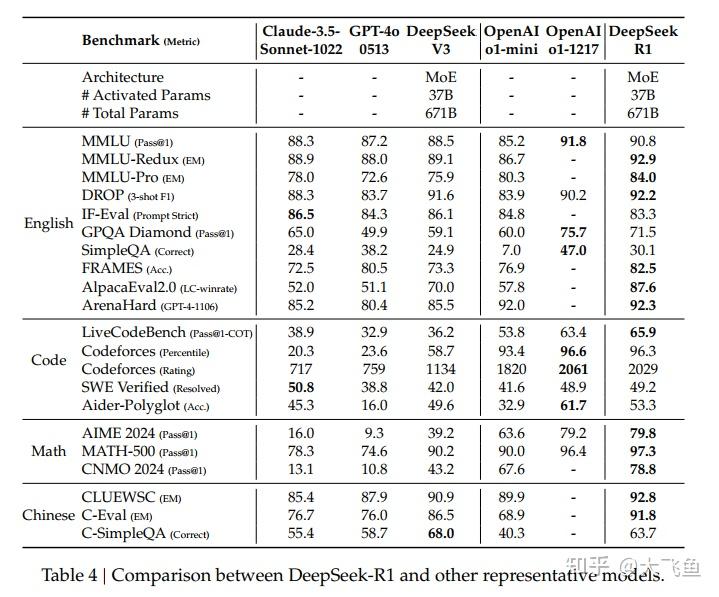 Benchmark (Metric) Claude-3.5-Sonnet-1022 GPT-4o 0513 DeepSeek V3 OpenAI o1-mini OpenAI o1-1217 DeepSeek R1
Architecture - - MoE - - MoE
# Activated Params - - 37B - - 37B
# Total Params - - 671B - - 671B
English
MMLU (Pass@1) 88.3 87.2 88.5 85.2 91.8 90.8
MMLU-Redux (EM) 88.9 88.0 89.1 86.7 - 92.9
MMLU-Pro (EM) 78.0 72.6 75.9 80.3 - 84.0
DROP (3-shot F1) 88.3 83.7 91.6 83.9 90.2 92.2
IF-Eval (Prompt Strict) 86.5 84.3 86.1 84.8 - 83.3
GPQA Diamond (Pass@1) 65.0 49.9 59.1 60.0 75.7 71.5
SimpleQA (Correct) 28.4 38.2 24.9 7.0 47.0 30.1
FRAMES (Acc.) 72.5 80.5 73.3 76.9 - 82.5
AlpacaEval2.0 (LC-winrate) 52.0 51.1 70.0 57.8 - 87.6
ArenaHard (GPT-4-1106) 85.2 80.4 85.5 92.0 - 92.3
Code
LiveCodeBench (Pass@1-COT) 38.9 32.9 36.2 53.8 63.4 65.9
Codeforces (Percentile) 20.3 23.6 58.7 93.4 96.6 96.3
Codeforces (Rating) 717 759 1134 1820 2061 2029
SWE Verified (Resolved) 50.8 38.8 42.0 41.6 48.9 49.2
Aider-Polyglot (Acc.) 45.3 16.0 49.6 32.9 61.7 53.3
Math
AIME 2024 (Pass@1) 16.0 9.3 39.2 63.6 79.2 79.8
MATH-500 (Pass@1) 78.3 74.6 90.2 90.0 96.4 97.3
CNMO 2024 (Pass@1) 13.1 10.8 43.2 67.6 - 78.8
Chinese
CLUEWSC (EM) 85.4 87.9 90.9 89.9 - 92.8
C-Eval (EM) 76.7 76.0 86.5 68.9 - 91.8
C-SimpleQA (Correct) 55.4 58.7 68.0 40.3 - 63.7
知乎 @大飞鱼
Table 4 | Comparison between DeepSeek-R1 and other representative models.